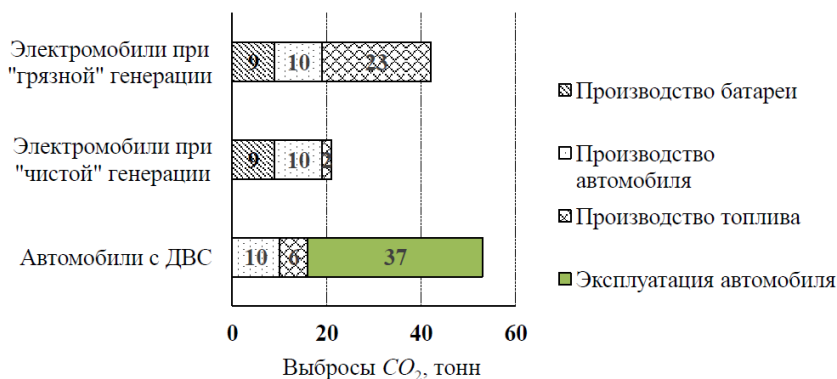 Электромобили при
"грязной" генерации
9 10 23
Электромобили при
"чистой" генерации
9 10 2
Автомобили с ДВС
10 6 37
0 20 40 60
Выбросы CO₂, тонн
Производство батареи
Производство
автомобиля
Производство топлива
Эксплуатация автомобиля